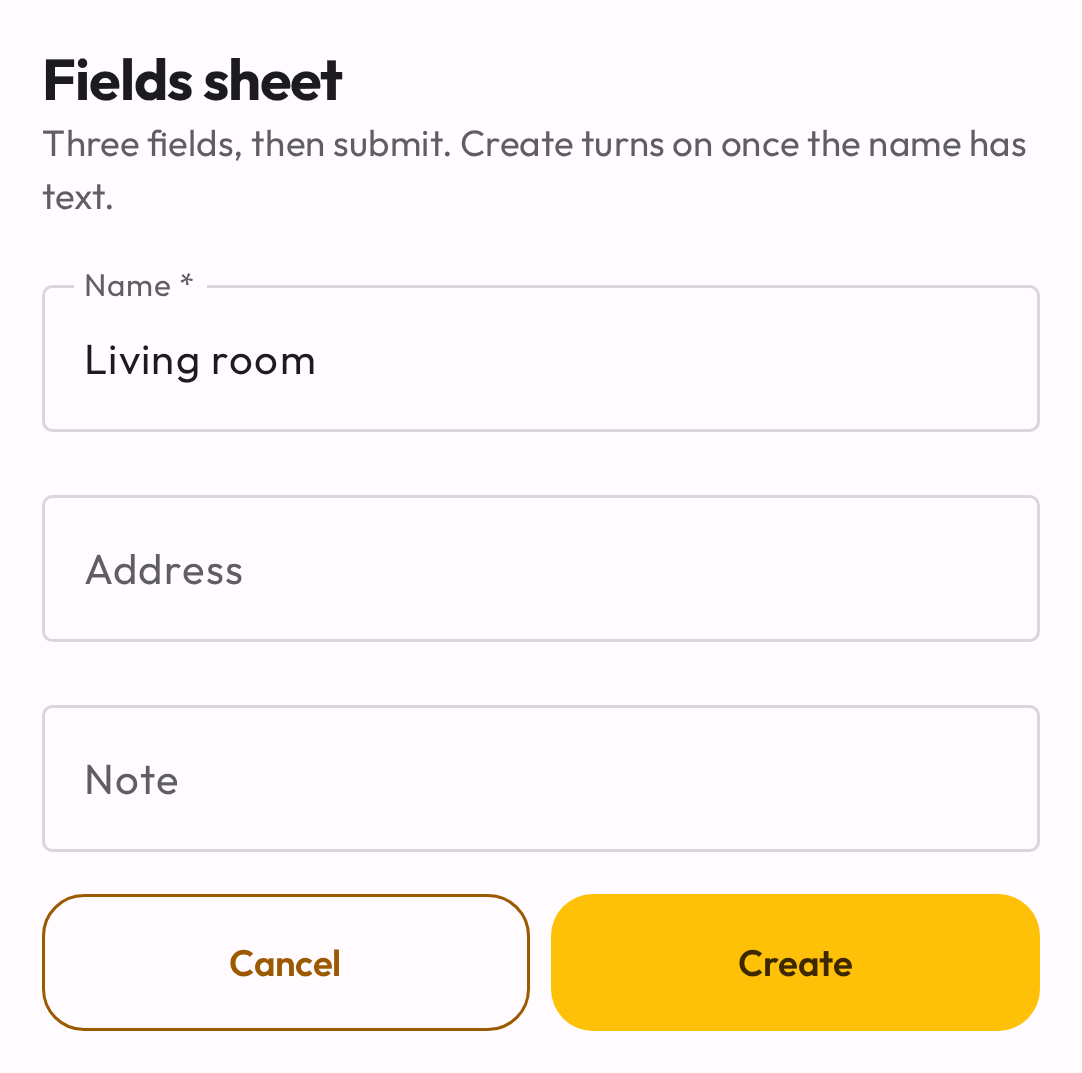 Fields sheet
Three fields, then submit. Create turns on once the name has
text.
Name *
Living room
Address
Note
Cancel
Create